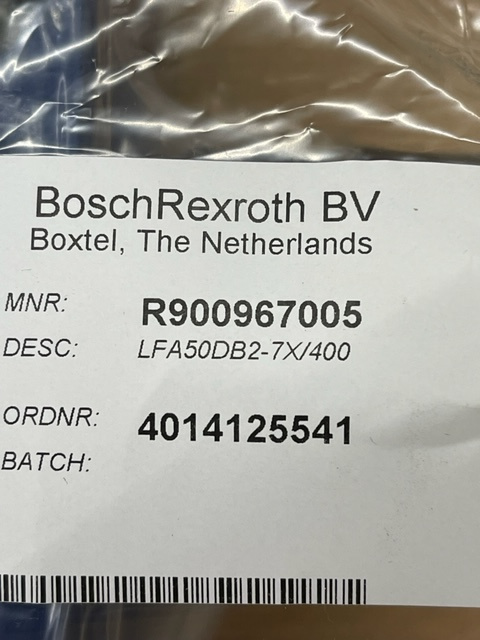 BoschRexroth BV
Boxtel, The Netherlands
MNR: R900967005
DESC: LFA50DB2-7X/400
ORDNR: 4014125541
BATCH: